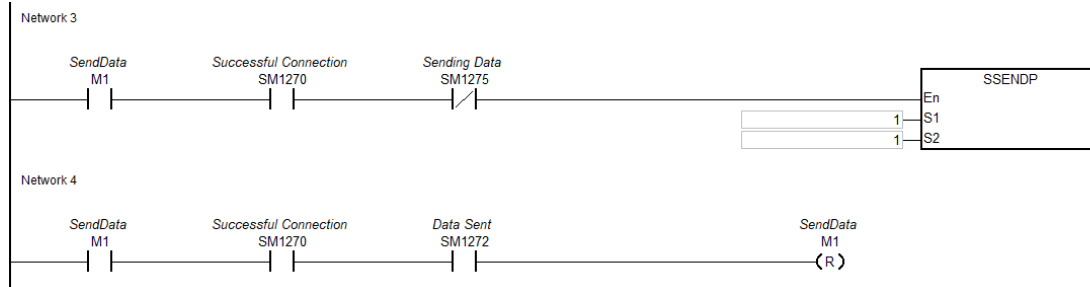 Network 3
SendData Successful Connection Sending Data
M1 SM1270 SM1275
SSENDP
En
1 S1
1 S2
Network 4
SendData Successful Connection Data Sent SendData
M1 SM1270 SM1272 M1
R